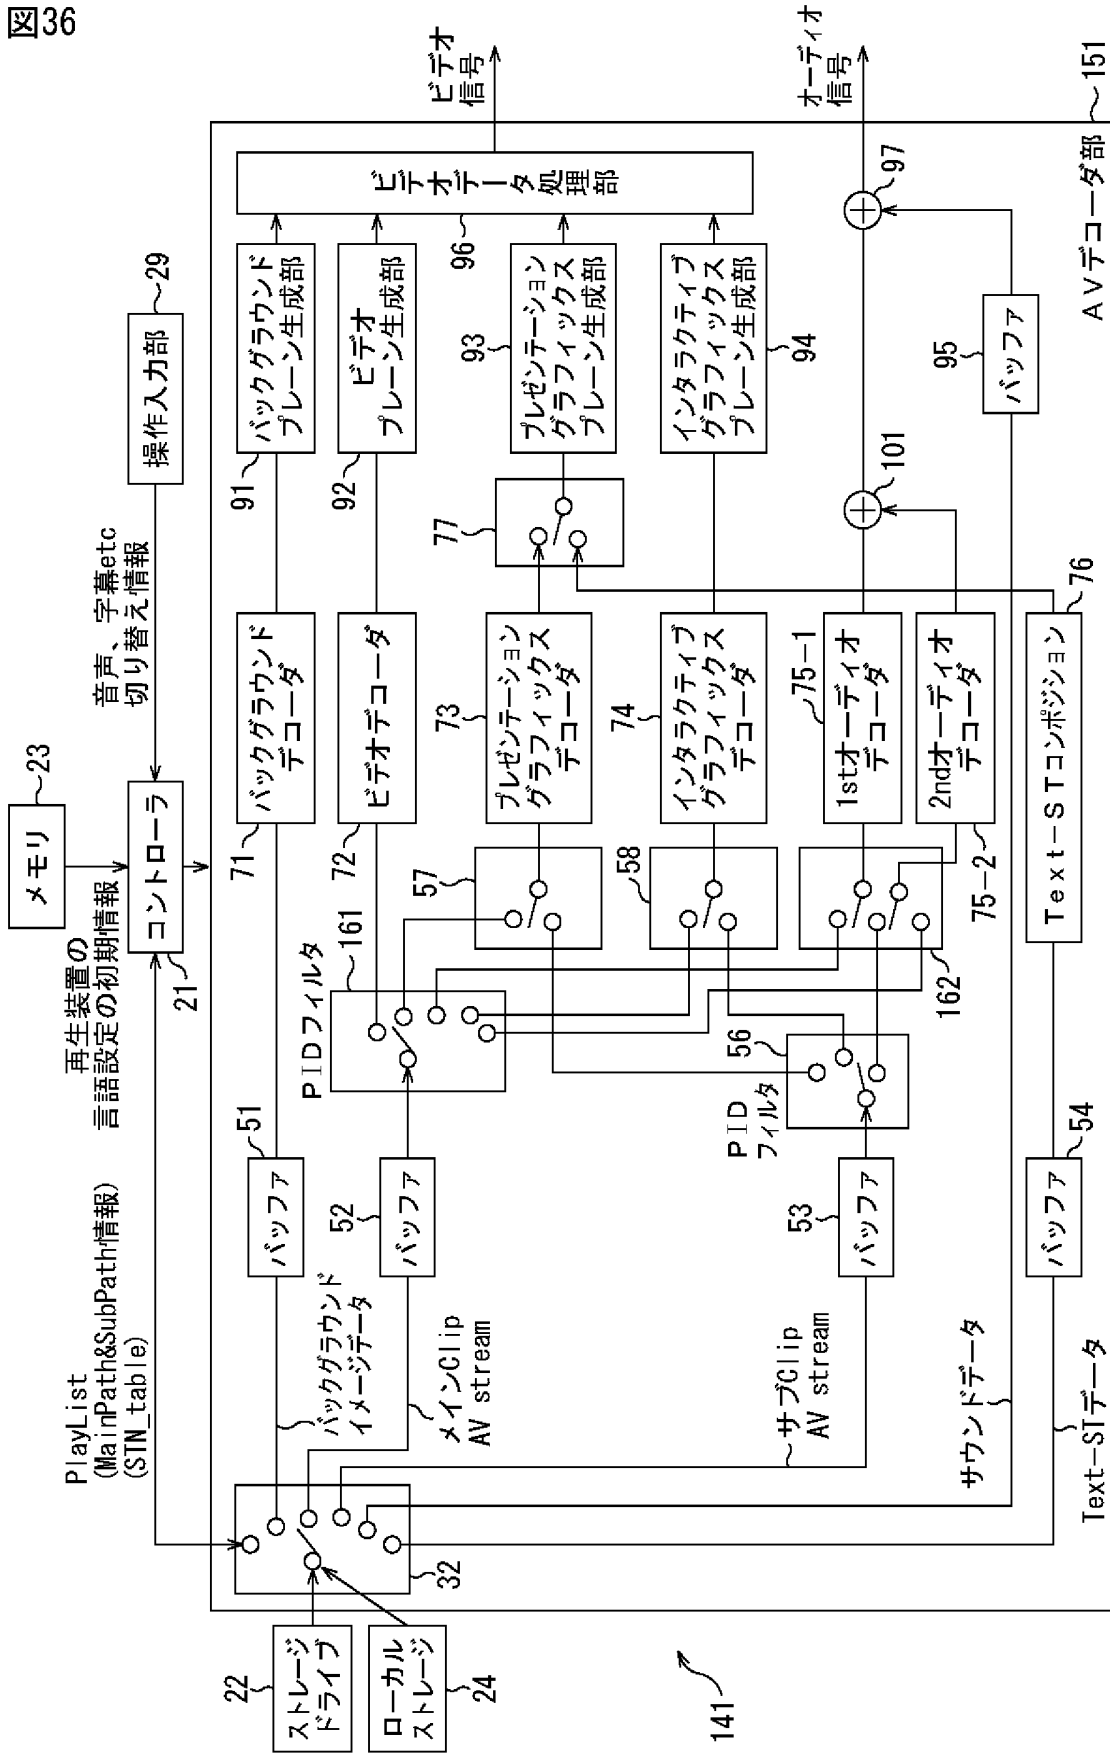 図36
メモリ
23
再生装置の
言語設定の初期情報
音声、字幕etc
切り替え情報
操作入力部
29
PlayList
(MainPath&SubPath情報)
(STN_table)
コントローラ
21
22
ストレージ
ドライブ
ローカル
ストレージ
24
141
32
バックグラウンド
イメージデータ
バッファ
51
71
バックグラウンド
デコーダ
91
バックグラウンド
プレーン生成部
メインClip
AV stream
52
バッファ
PIDフィルタ
161
72
ビデオデコーダ
92
ビデオ
プレーン生成部
57
73
プレゼンテーション
グラフィックス
デコーダ
77
93
プレゼンテーション
グラフィックス
プレーン生成部
58
74
インタラクティブ
グラフィックス
デコーダ
インタラクティブ
グラフィックス
プレーン生成部
94
96
ビデオデータ処理部
ビデオ
信号
サブClip
AV stream
53
バッファ
PID
フィルタ
56
162
75-1
1stオーディオ
デコーダ
2ndオーディオ
デコーダ
75-2
101
97
オーディオ
信号
サウンドデータ
95
バッファ
Text-STデータ
バッファ
54
Text-STコンポジション
76
AVデコーダ部
151